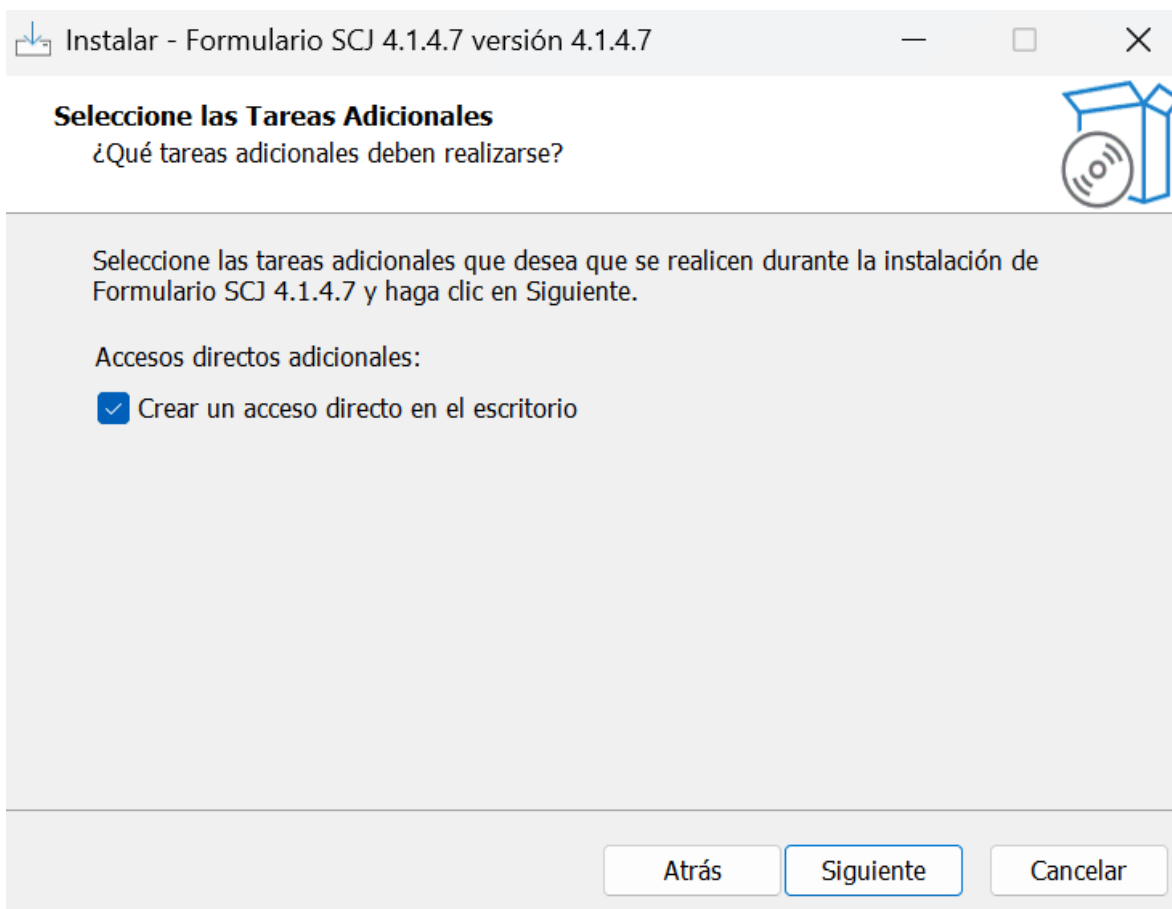 Instalar - Formulario SCJ 4.1.4.7 versión 4.1.4.7
Seleccione las Tareas Adicionales
¿Qué tareas adicionales deben realizarse?
Seleccione las tareas adicionales que desea que se realicen durante la instalación de
Formulario SCJ 4.1.4.7 y haga clic en Siguiente.
Accesos directos adicionales:
Crear un acceso directo en el escritorio
Atrás Siguiente Cancelar